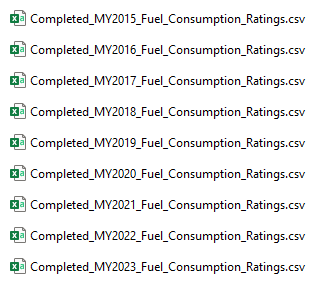 Completed_MY2015_Fuel_Consumption_Ratings.csv
Completed_MY2016_Fuel_Consumption_Ratings.csv
Completed_MY2017_Fuel_Consumption_Ratings.csv
Completed_MY2018_Fuel_Consumption_Ratings.csv
Completed_MY2019_Fuel_Consumption_Ratings.csv
Completed_MY2020_Fuel_Consumption_Ratings.csv
Completed_MY2021_Fuel_Consumption_Ratings.csv
Completed_MY2022_Fuel_Consumption_Ratings.csv
Completed_MY2023_Fuel_Consumption_Ratings.csv